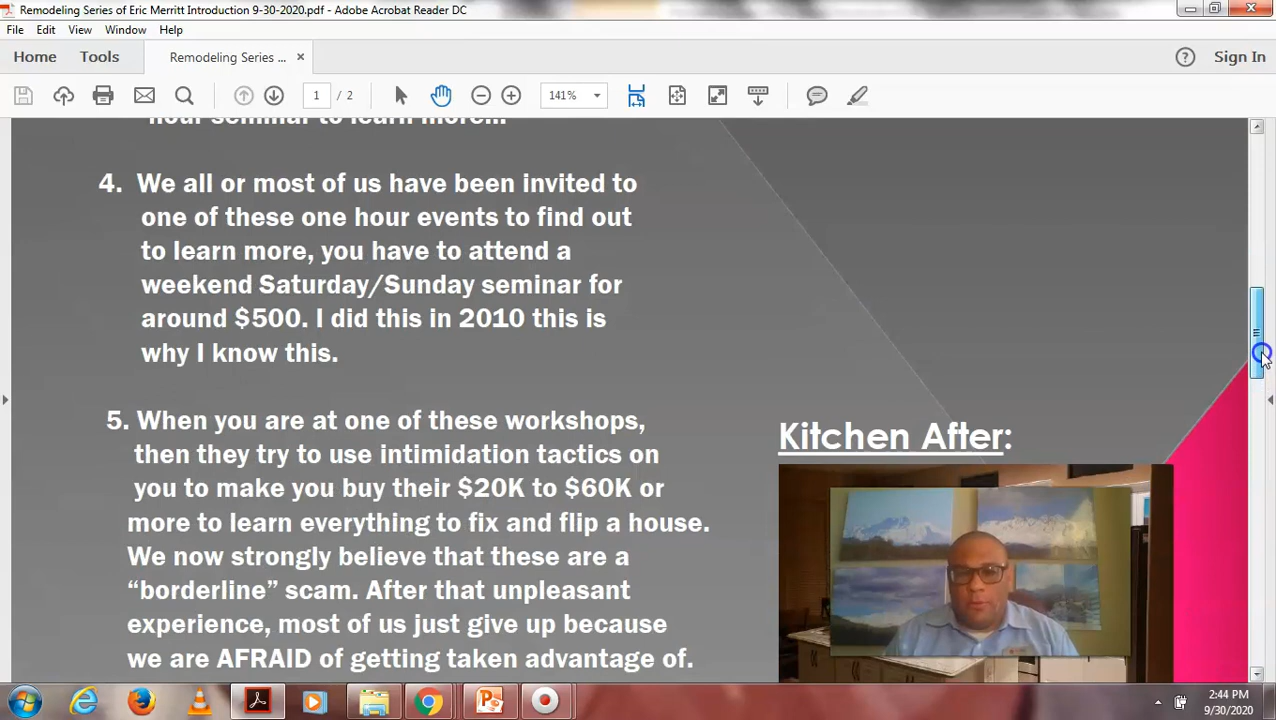 Remodeling Series of Eric Merritt Introduction 9-30-2020.pdf - Adobe Acrobat Reader DC
File Edit View Window Help
Home Tools Remodeling Series ... × Sign In
1 / 2 141%
hour seminar to learn more...
4. We all or most of us have been invited to
one of these one hour events to find out
to learn more, you have to attend a
weekend Saturday/Sunday seminar for
around $500. I did this in 2010 this is
why I know this.
5. When you are at one of these workshops,
then they try to use intimidation tactics on
you to make you buy their $20K to $60K or
more to learn everything to fix and flip a house.
We now strongly believe that these are a
“borderline” scam. After that unpleasant
experience, most of us just give up because
we are AFRAID of getting taken advantage of.
Kitchen After:
2:44 PM
9/30/2020